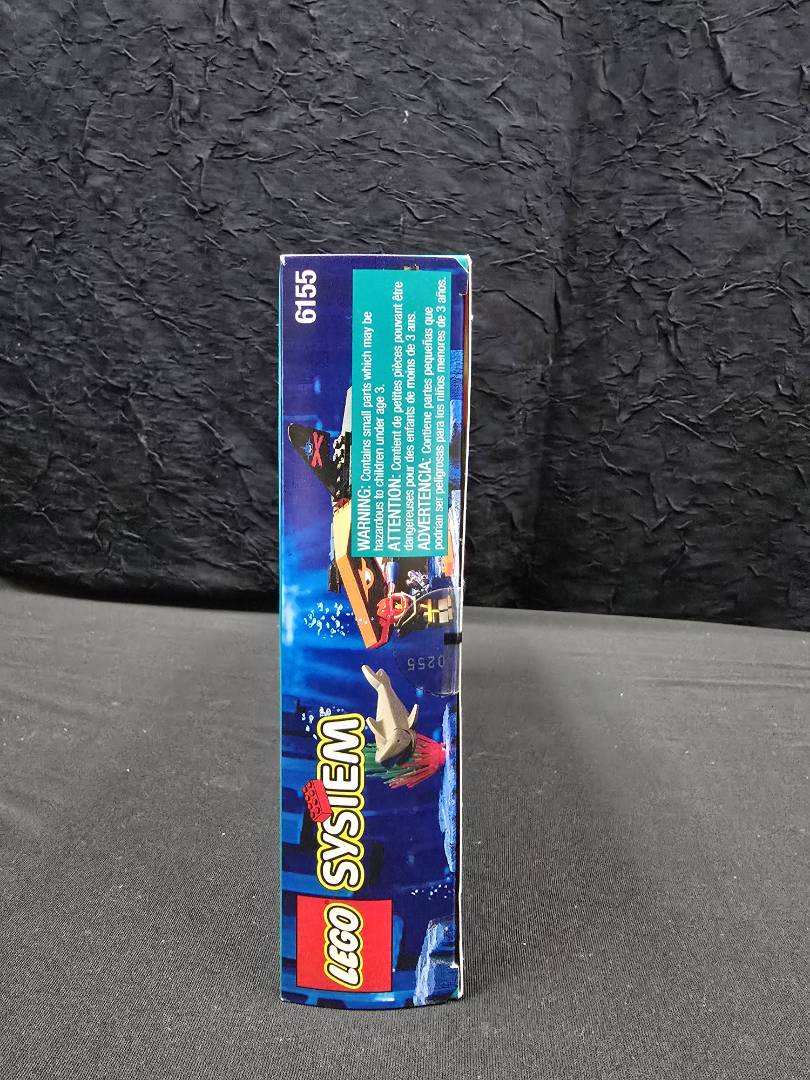 LEGO SYSTEM
6155
WARNING: Contains small parts which may be
hazardous to children under age 3.
ATTENTION: Contient de petites pièces pouvant être
dangereuses pour des enfants de moins de 3 ans.
ADVERTENCIA: Contiene partes pequeñas que
podrían ser peligrosas para los niños menores de 3 años.
0255